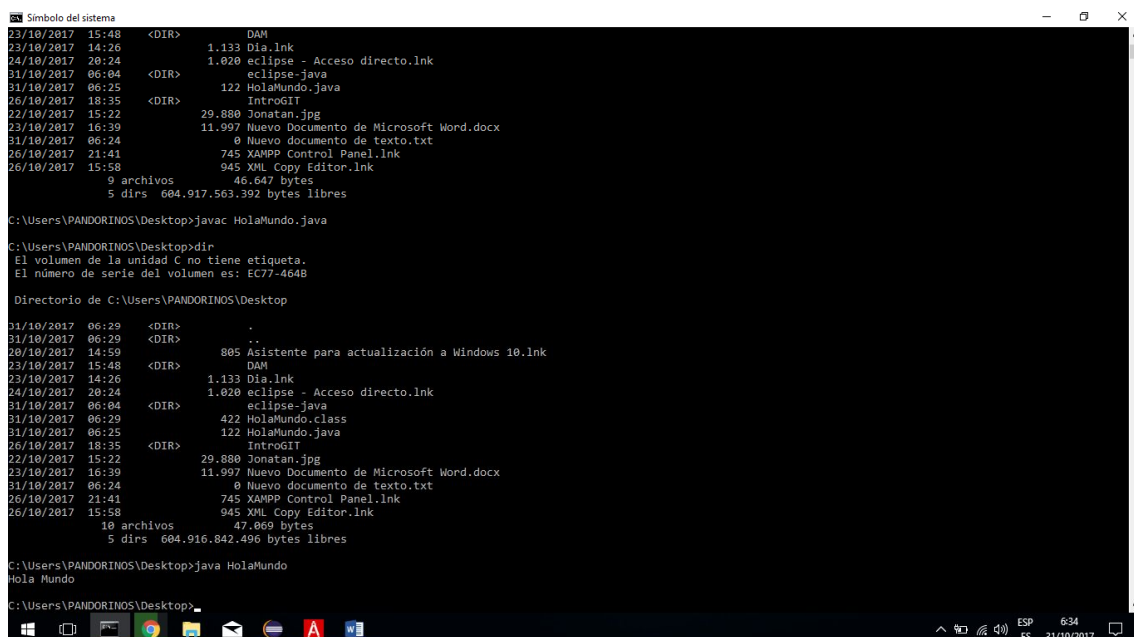 Símbolo del sistema
23/10/2017  15:48    <DIR>          DAM
23/10/2017  14:26             1.133 Dia.lnk
24/10/2017  20:24             1.020 eclipse - Acceso directo.lnk
31/10/2017  06:04    <DIR>          eclipse-java
31/10/2017  06:25               122 HolaMundo.java
26/10/2017  18:35    <DIR>          IntroGIT
22/10/2017  15:22            29.880 Jonatan.jpg
23/10/2017  16:39            11.997 Nuevo Documento de Microsoft Word.docx
31/10/2017  06:24                 0 Nuevo documento de texto.txt
26/10/2017  21:41               745 XAMPP Control Panel.lnk
26/10/2017  15:58               945 XML Copy Editor.lnk
9 archivos         46.647 bytes
5 dirs  604.917.563.392 bytes libres
C:\Users\PANDORINOS\Desktop>javac HolaMundo.java
C:\Users\PANDORINOS\Desktop>dir
El volumen de la unidad C no tiene etiqueta.
El número de serie del volumen es: EC77-464B
Directorio de C:\Users\PANDORINOS\Desktop
31/10/2017  06:29    <DIR>          .
31/10/2017  06:29    <DIR>          ..
20/10/2017  14:59               805 Asistente para actualización a Windows 10.lnk
23/10/2017  15:48    <DIR>          DAM
23/10/2017  14:26             1.133 Dia.lnk
24/10/2017  20:24             1.020 eclipse - Acceso directo.lnk
31/10/2017  06:04    <DIR>          eclipse-java
31/10/2017  06:29               422 HolaMundo.class
31/10/2017  06:25               122 HolaMundo.java
26/10/2017  18:35    <DIR>          IntroGIT
22/10/2017  15:22            29.880 Jonatan.jpg
23/10/2017  16:39            11.997 Nuevo Documento de Microsoft Word.docx
31/10/2017  06:24                 0 Nuevo documento de texto.txt
26/10/2017  21:41               745 XAMPP Control Panel.lnk
26/10/2017  15:58               945 XML Copy Editor.lnk
10 archivos         47.069 bytes
5 dirs  604.916.842.496 bytes libres
C:\Users\PANDORINOS\Desktop>java HolaMundo
Hola Mundo
C:\Users\PANDORINOS\Desktop>_
ESP 6:34
ES 31/10/2017